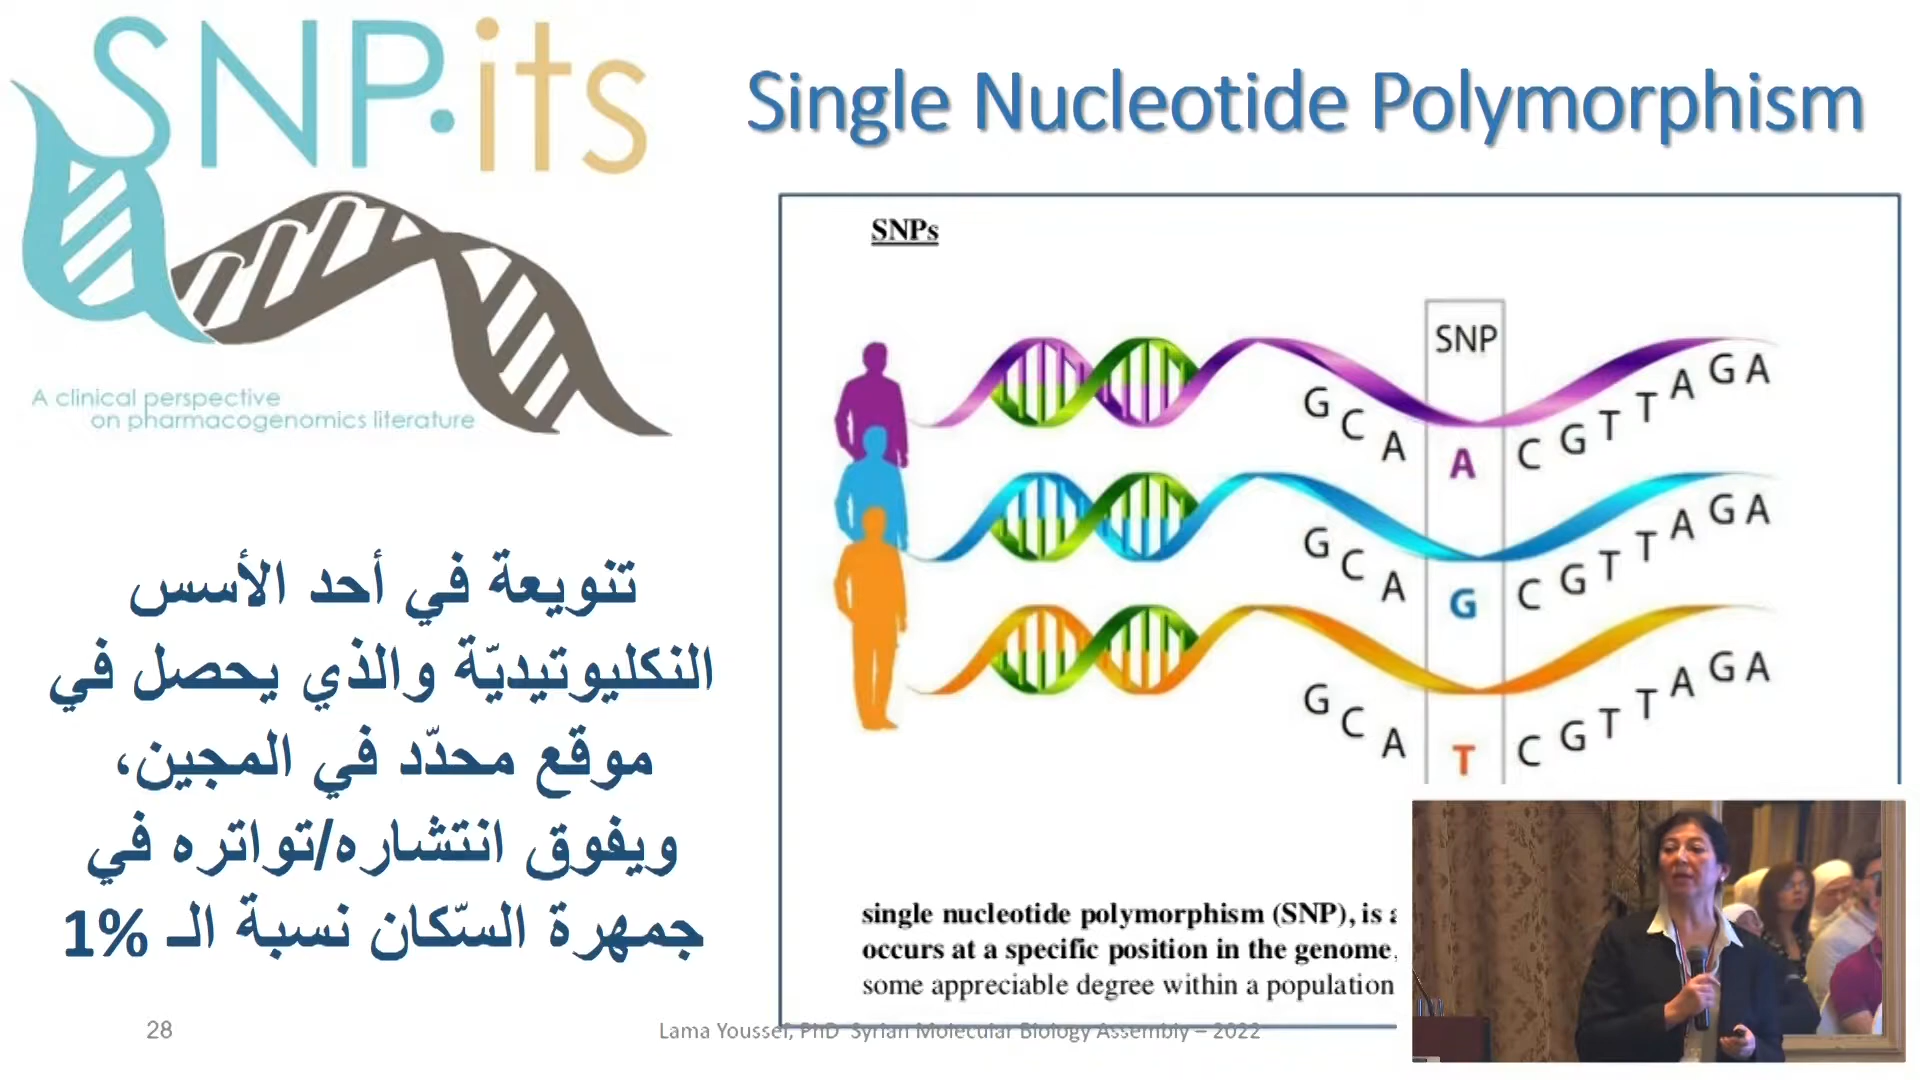 SNP.its
A clinical perspective
on pharmacogenomics literature
Single Nucleotide Polymorphism
SNPs
SNP
G C A A C G T T A G A
G C A G C G T T A G A
G C A T C G T T A G A
تنويعة في أحد الأسس
النكليوتيديّة والذي يحصل في
موقع محدّد في المجين،
ويفوق انتشاره/تواتره في
جمهرة السّكان نسبة الـ 1%
single nucleotide polymorphism (SNP), is
occurs at a specific position in the genome,
some appreciable degree within a population
28
Lama Youssef, PhD Syrian Molecular Biology Assembly – 2022